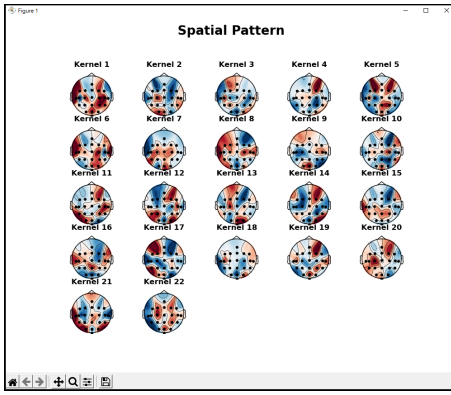 Figure 1
Spatial Pattern
Kernel 1 Kernel 2 Kernel 3 Kernel 4 Kernel 5
Kernel 6 Kernel 7 Kernel 8 Kernel 9 Kernel 10
Kernel 11 Kernel 12 Kernel 13 Kernel 14 Kernel 15
Kernel 16 Kernel 17 Kernel 18 Kernel 19 Kernel 20
Kernel 21 Kernel 22